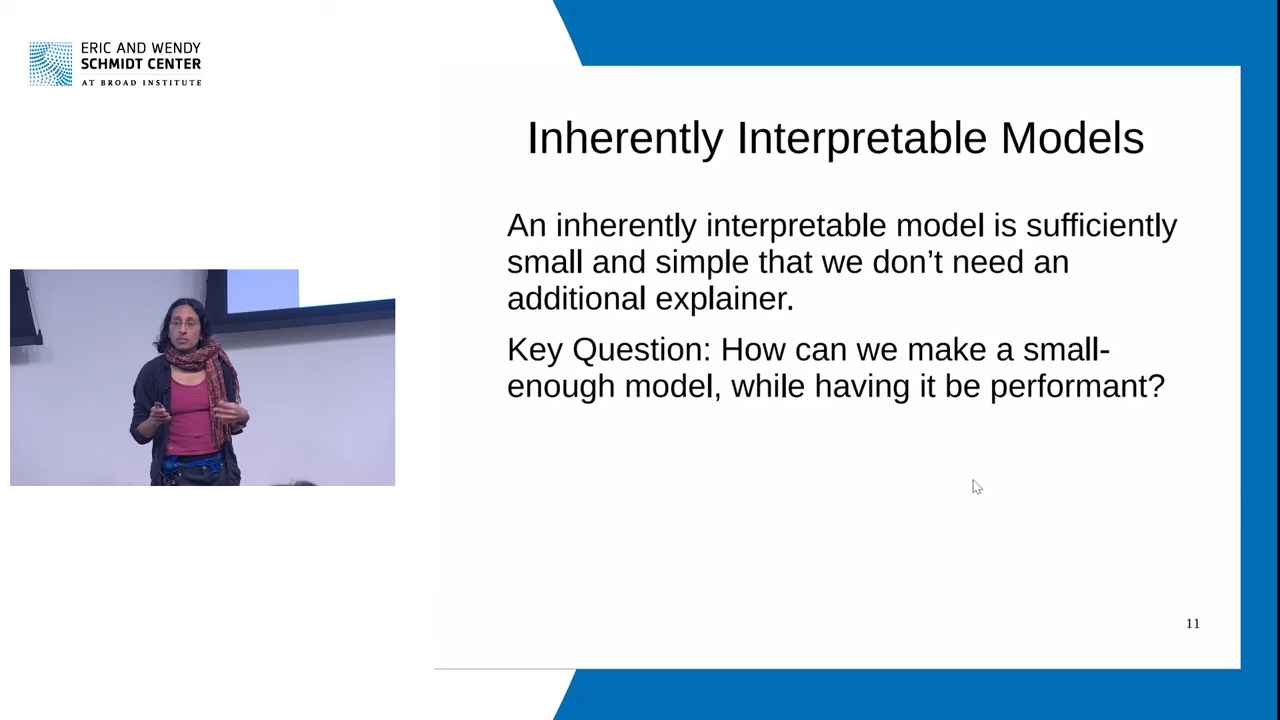 ERIC AND WENDY
SCHMIDT CENTER
AT BROAD INSTITUTE
Inherently Interpretable Models
An inherently interpretable model is sufficiently
small and simple that we don’t need an
additional explainer.
Key Question: How can we make a small-
enough model, while having it be performant?
11